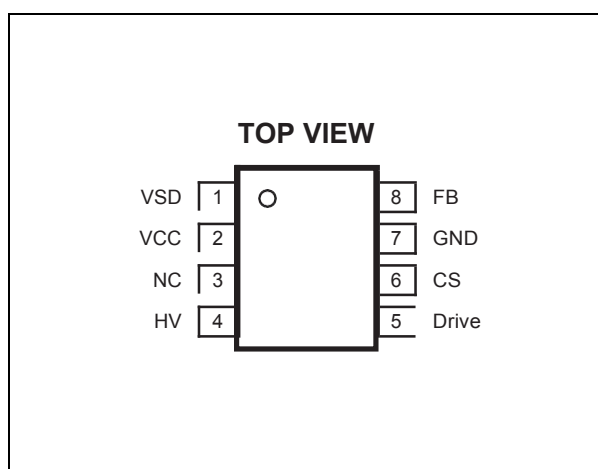 TOP VIEW
VSD 1 8 FB
VCC 2 7 GND
NC 3 6 CS
HV 4 5 Drive